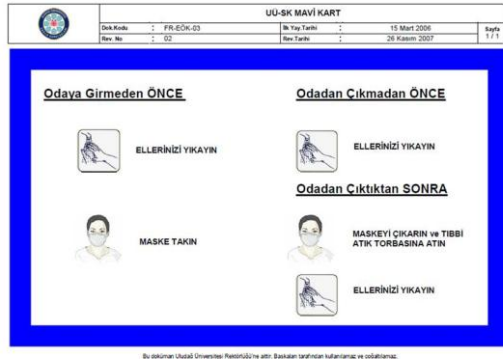 UÜ-SK MAVİ KART
Dok.Kodu : FR-EÖK-03 İlk Yay.Tarihi : 15 Mart 2006 Sayfa
Rev. No : 02 Rev.Tarihi : 26 Kasım 2007 1 / 1
Odaya Girmeden ÖNCE
ELLERİNİZİ YIKAYIN
MASKE TAKIN
Odadan Çıkmadan ÖNCE
ELLERİNİZİ YIKAYIN
Odadan Çıktıktan SONRA
MASKEYİ ÇIKARIN ve TIBBİ
ATIK TORBASINA ATIN
ELLERİNİZİ YIKAYIN
Bu doküman Uludağ Üniversitesi Rektörlüğü'ne aittir. Başkaları tarafından kullanılamaz ve çoğaltılamaz.